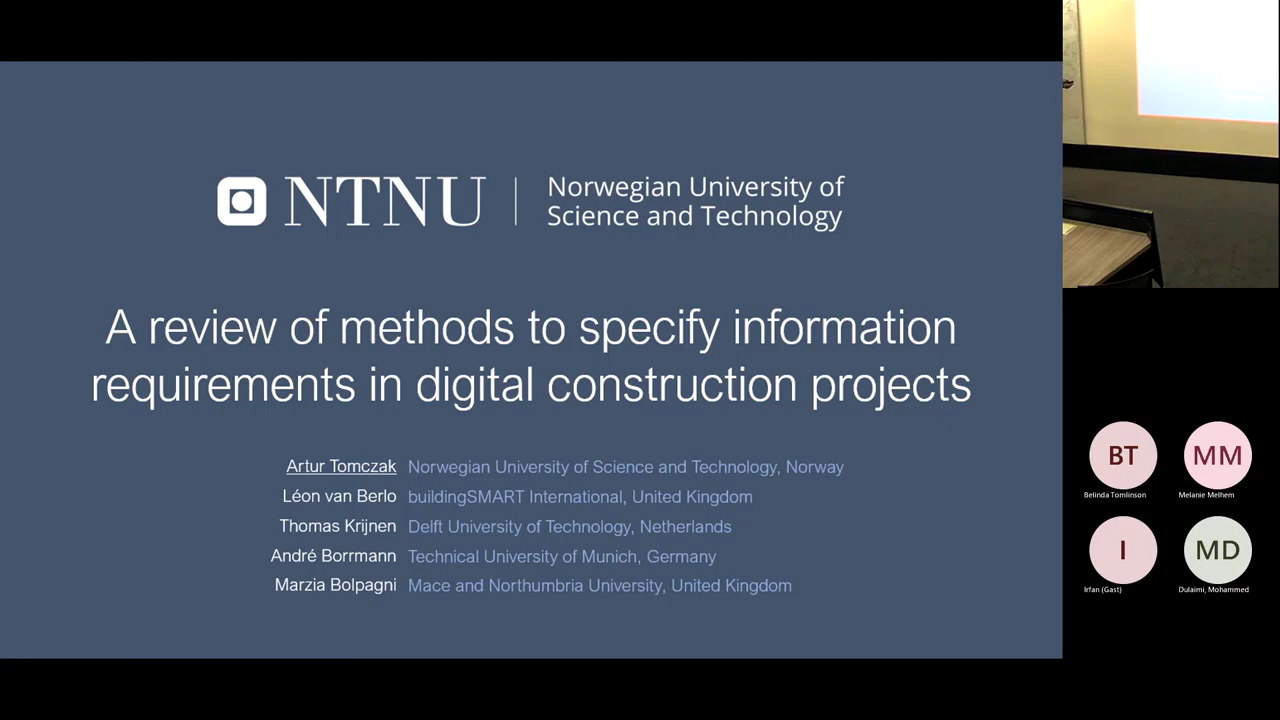 NTNU
Norwegian University of
Science and Technology
A review of methods to specify information
requirements in digital construction projects
Artur Tomczak Norwegian University of Science and Technology, Norway
Léon van Berlo buildingSMART International, United Kingdom
Thomas Krijnen Delft University of Technology, Netherlands
André Borrmann Technical University of Munich, Germany
Marzia Bolpagni Mace and Northumbria University, United Kingdom
BT
Belinda Tomlinson
MM
Melanie Melhem
I
Irfan (Gast)
MD
Dulaimi, Mohammed